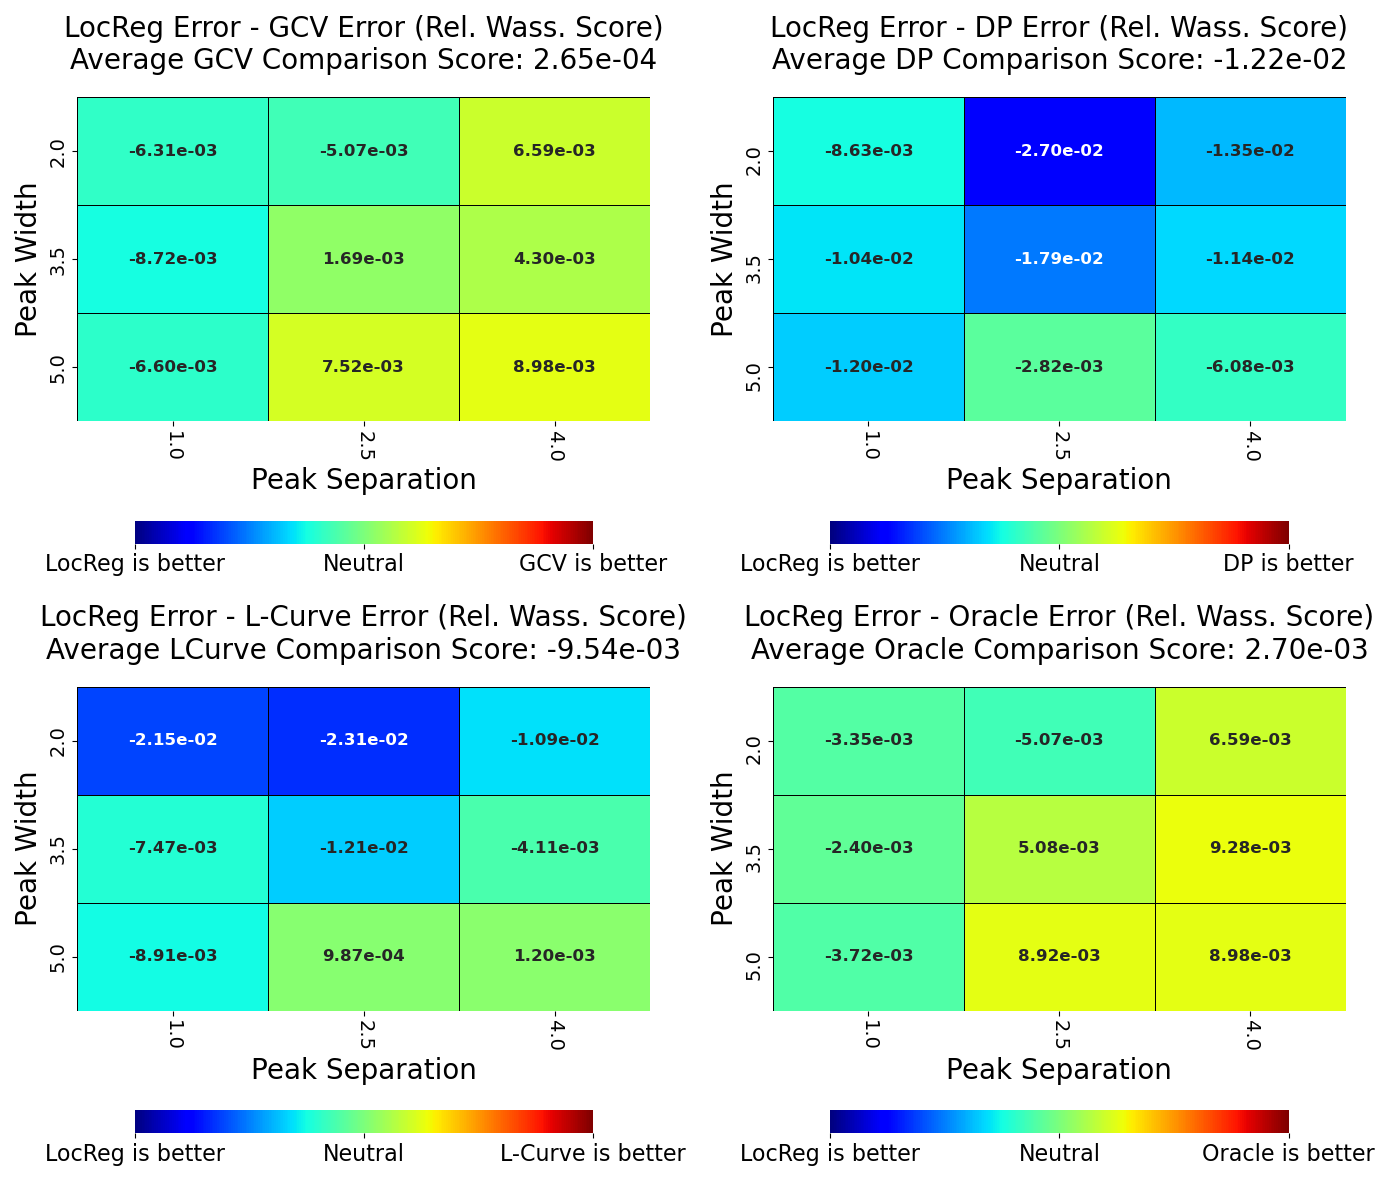 LocReg Error - GCV Error (Rel. Wass. Score)
Average GCV Comparison Score: 2.65e-04
Peak Width
2.0
-6.31e-03
-5.07e-03
6.59e-03
3.5
-8.72e-03
1.69e-03
4.30e-03
5.0
-6.60e-03
7.52e-03
8.98e-03
1.0
2.5
4.0
Peak Separation
LocReg is better
Neutral
GCV is better
LocReg Error - DP Error (Rel. Wass. Score)
Average DP Comparison Score: -1.22e-02
Peak Width
2.0
-8.63e-03
-2.70e-02
-1.35e-02
3.5
-1.04e-02
-1.79e-02
-1.14e-02
5.0
-1.20e-02
-2.82e-03
-6.08e-03
1.0
2.5
4.0
Peak Separation
LocReg is better
Neutral
DP is better
LocReg Error - L-Curve Error (Rel. Wass. Score)
Average LCurve Comparison Score: -9.54e-03
Peak Width
2.0
-2.15e-02
-2.31e-02
-1.09e-02
3.5
-7.47e-03
-1.21e-02
-4.11e-03
5.0
-8.91e-03
9.87e-04
1.20e-03
1.0
2.5
4.0
Peak Separation
LocReg is better
Neutral
L-Curve is better
LocReg Error - Oracle Error (Rel. Wass. Score)
Average Oracle Comparison Score: 2.70e-03
Peak Width
2.0
-3.35e-03
-5.07e-03
6.59e-03
3.5
-2.40e-03
5.08e-03
9.28e-03
5.0
-3.72e-03
8.92e-03
8.98e-03
1.0
2.5
4.0
Peak Separation
LocReg is better
Neutral
Oracle is better